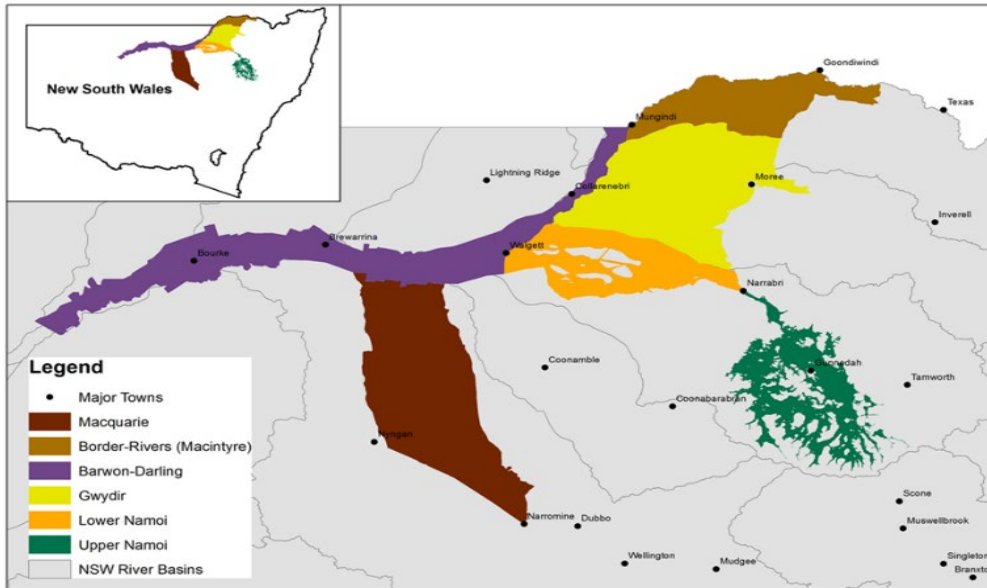 New South Wales
Goondiwindi
Texas
Mungindi
Lightning Ridge
Collarenebri
Moree
Inverell
Brewarrina
Walgett
Bourke
Narrabri
Coonamble
Gunnedah
Tamworth
Coonabarabran
Nyngan
Scone
Narromine
Dubbo
Muswellbrook
Wellington
Mudgee
Singleton
Branxto
Legend
Major Towns
Macquarie
Border-Rivers (Macintyre)
Barwon-Darling
Gwydir
Lower Namoi
Upper Namoi
NSW River Basins